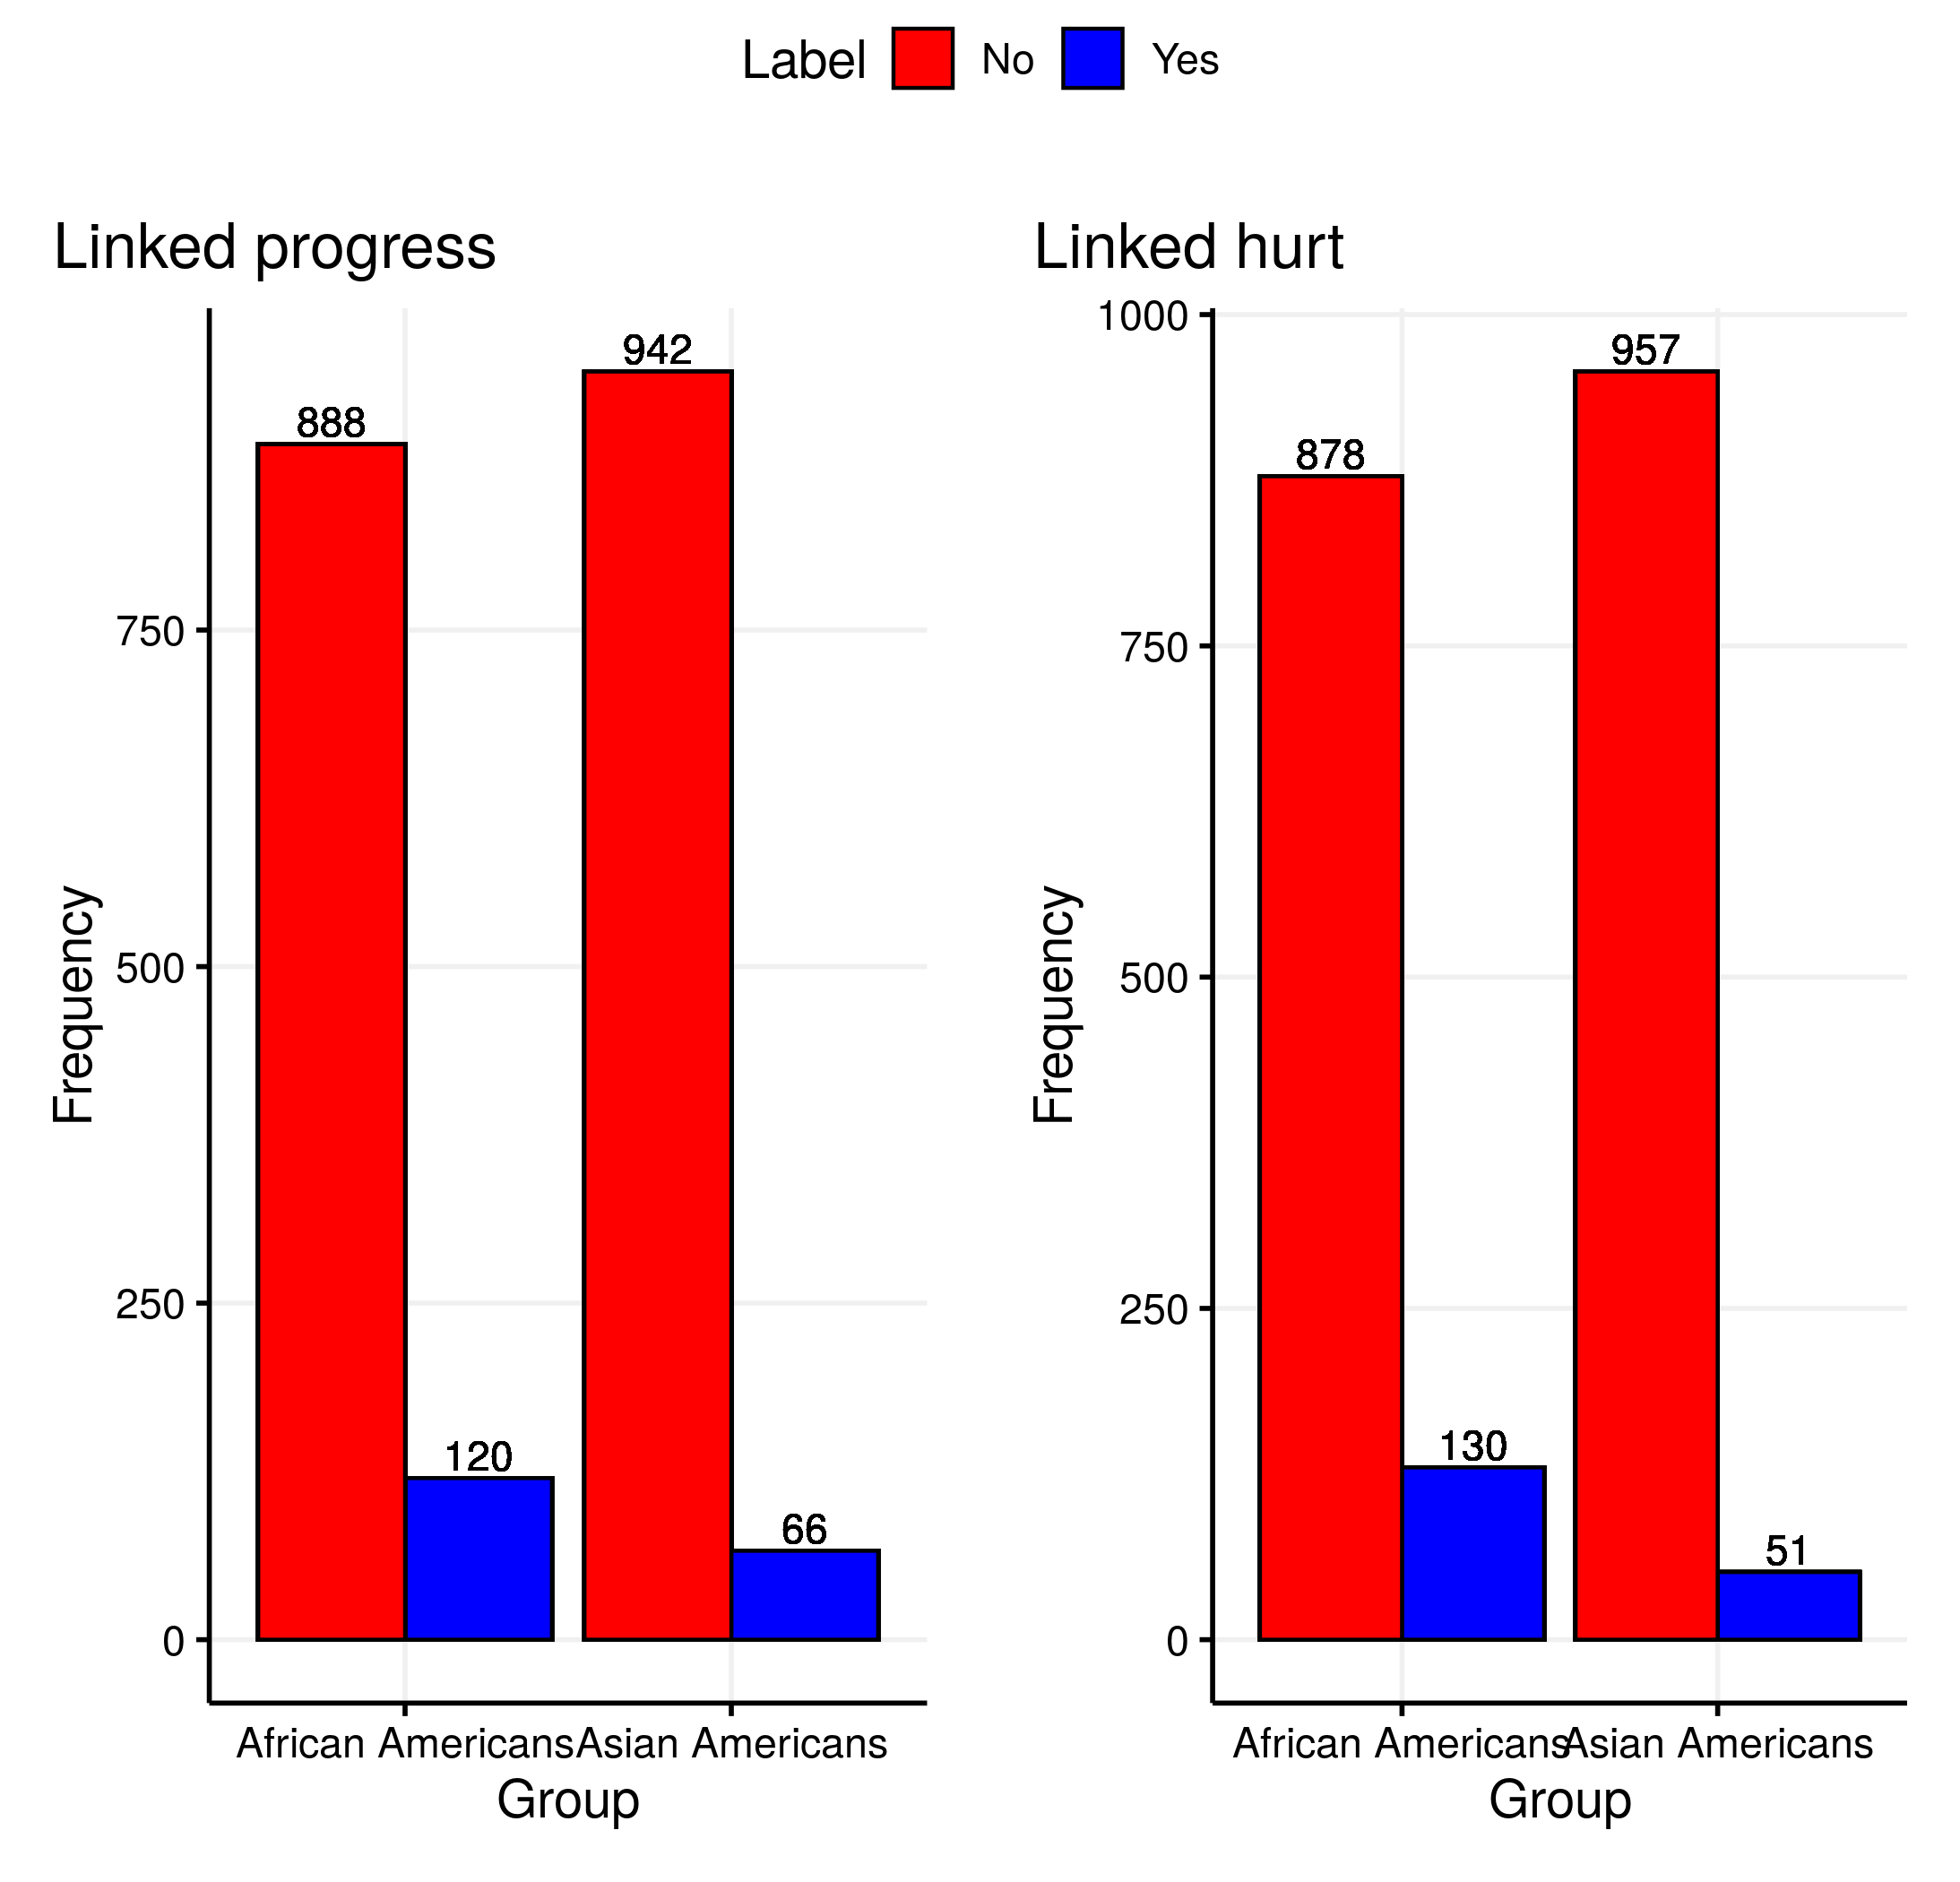 Label No Yes
Linked progress
942
888
750
500
250
120
66
0
Frequency
African Americans Asian Americans
Group
Linked hurt
1000
957
878
750
500
250
130
51
0
Frequency
African Americans Asian Americans
Group